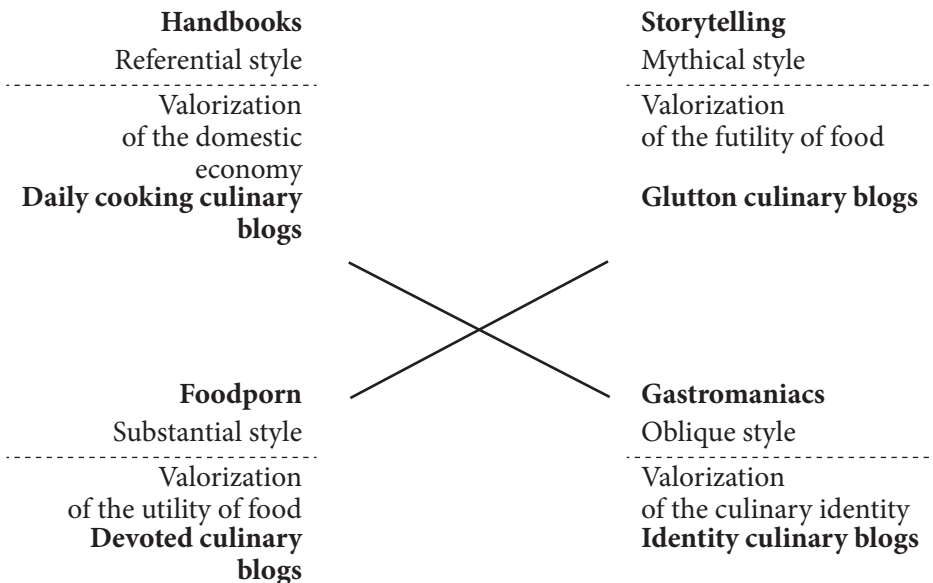 Handbooks
Referential style
Valorization
of the domestic
economy
Daily cooking culinary
blogs
Storytelling
Mythical style
Valorization
of the futility of food
Glutton culinary blogs
Foodporn
Substantial style
Valorization
of the utility of food
Devoted culinary
blogs
Gastromaniacs
Oblique style
Valorization
of the culinary identity
Identity culinary blogs